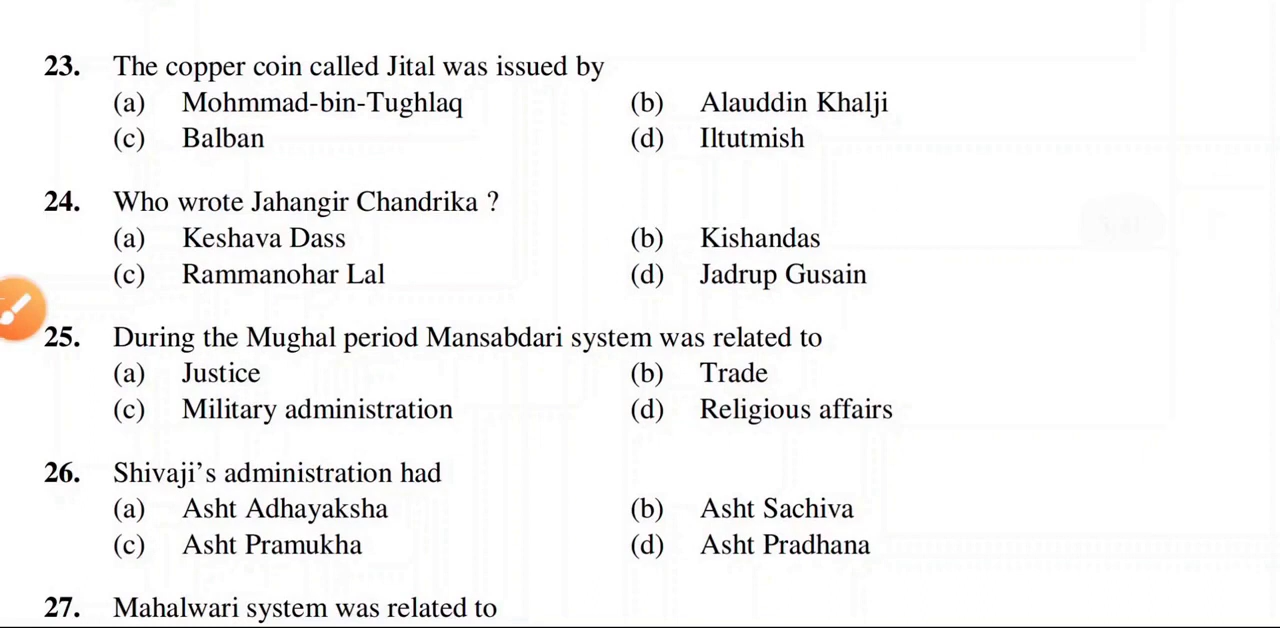 23. The copper coin called Jital was issued by
(a) Mohmmad-bin-Tughlaq (b) Alauddin Khalji
(c) Balban (d) Iltutmish
24. Who wrote Jahangir Chandrika ?
(a) Keshava Dass (b) Kishandas
(c) Rammanohar Lal (d) Jadrup Gusain
25. During the Mughal period Mansabdari system was related to
(a) Justice (b) Trade
(c) Military administration (d) Religious affairs
26. Shivaji’s administration had
(a) Asht Adhayaksha (b) Asht Sachiva
(c) Asht Pramukha (d) Asht Pradhana
27. Mahalwari system was related to